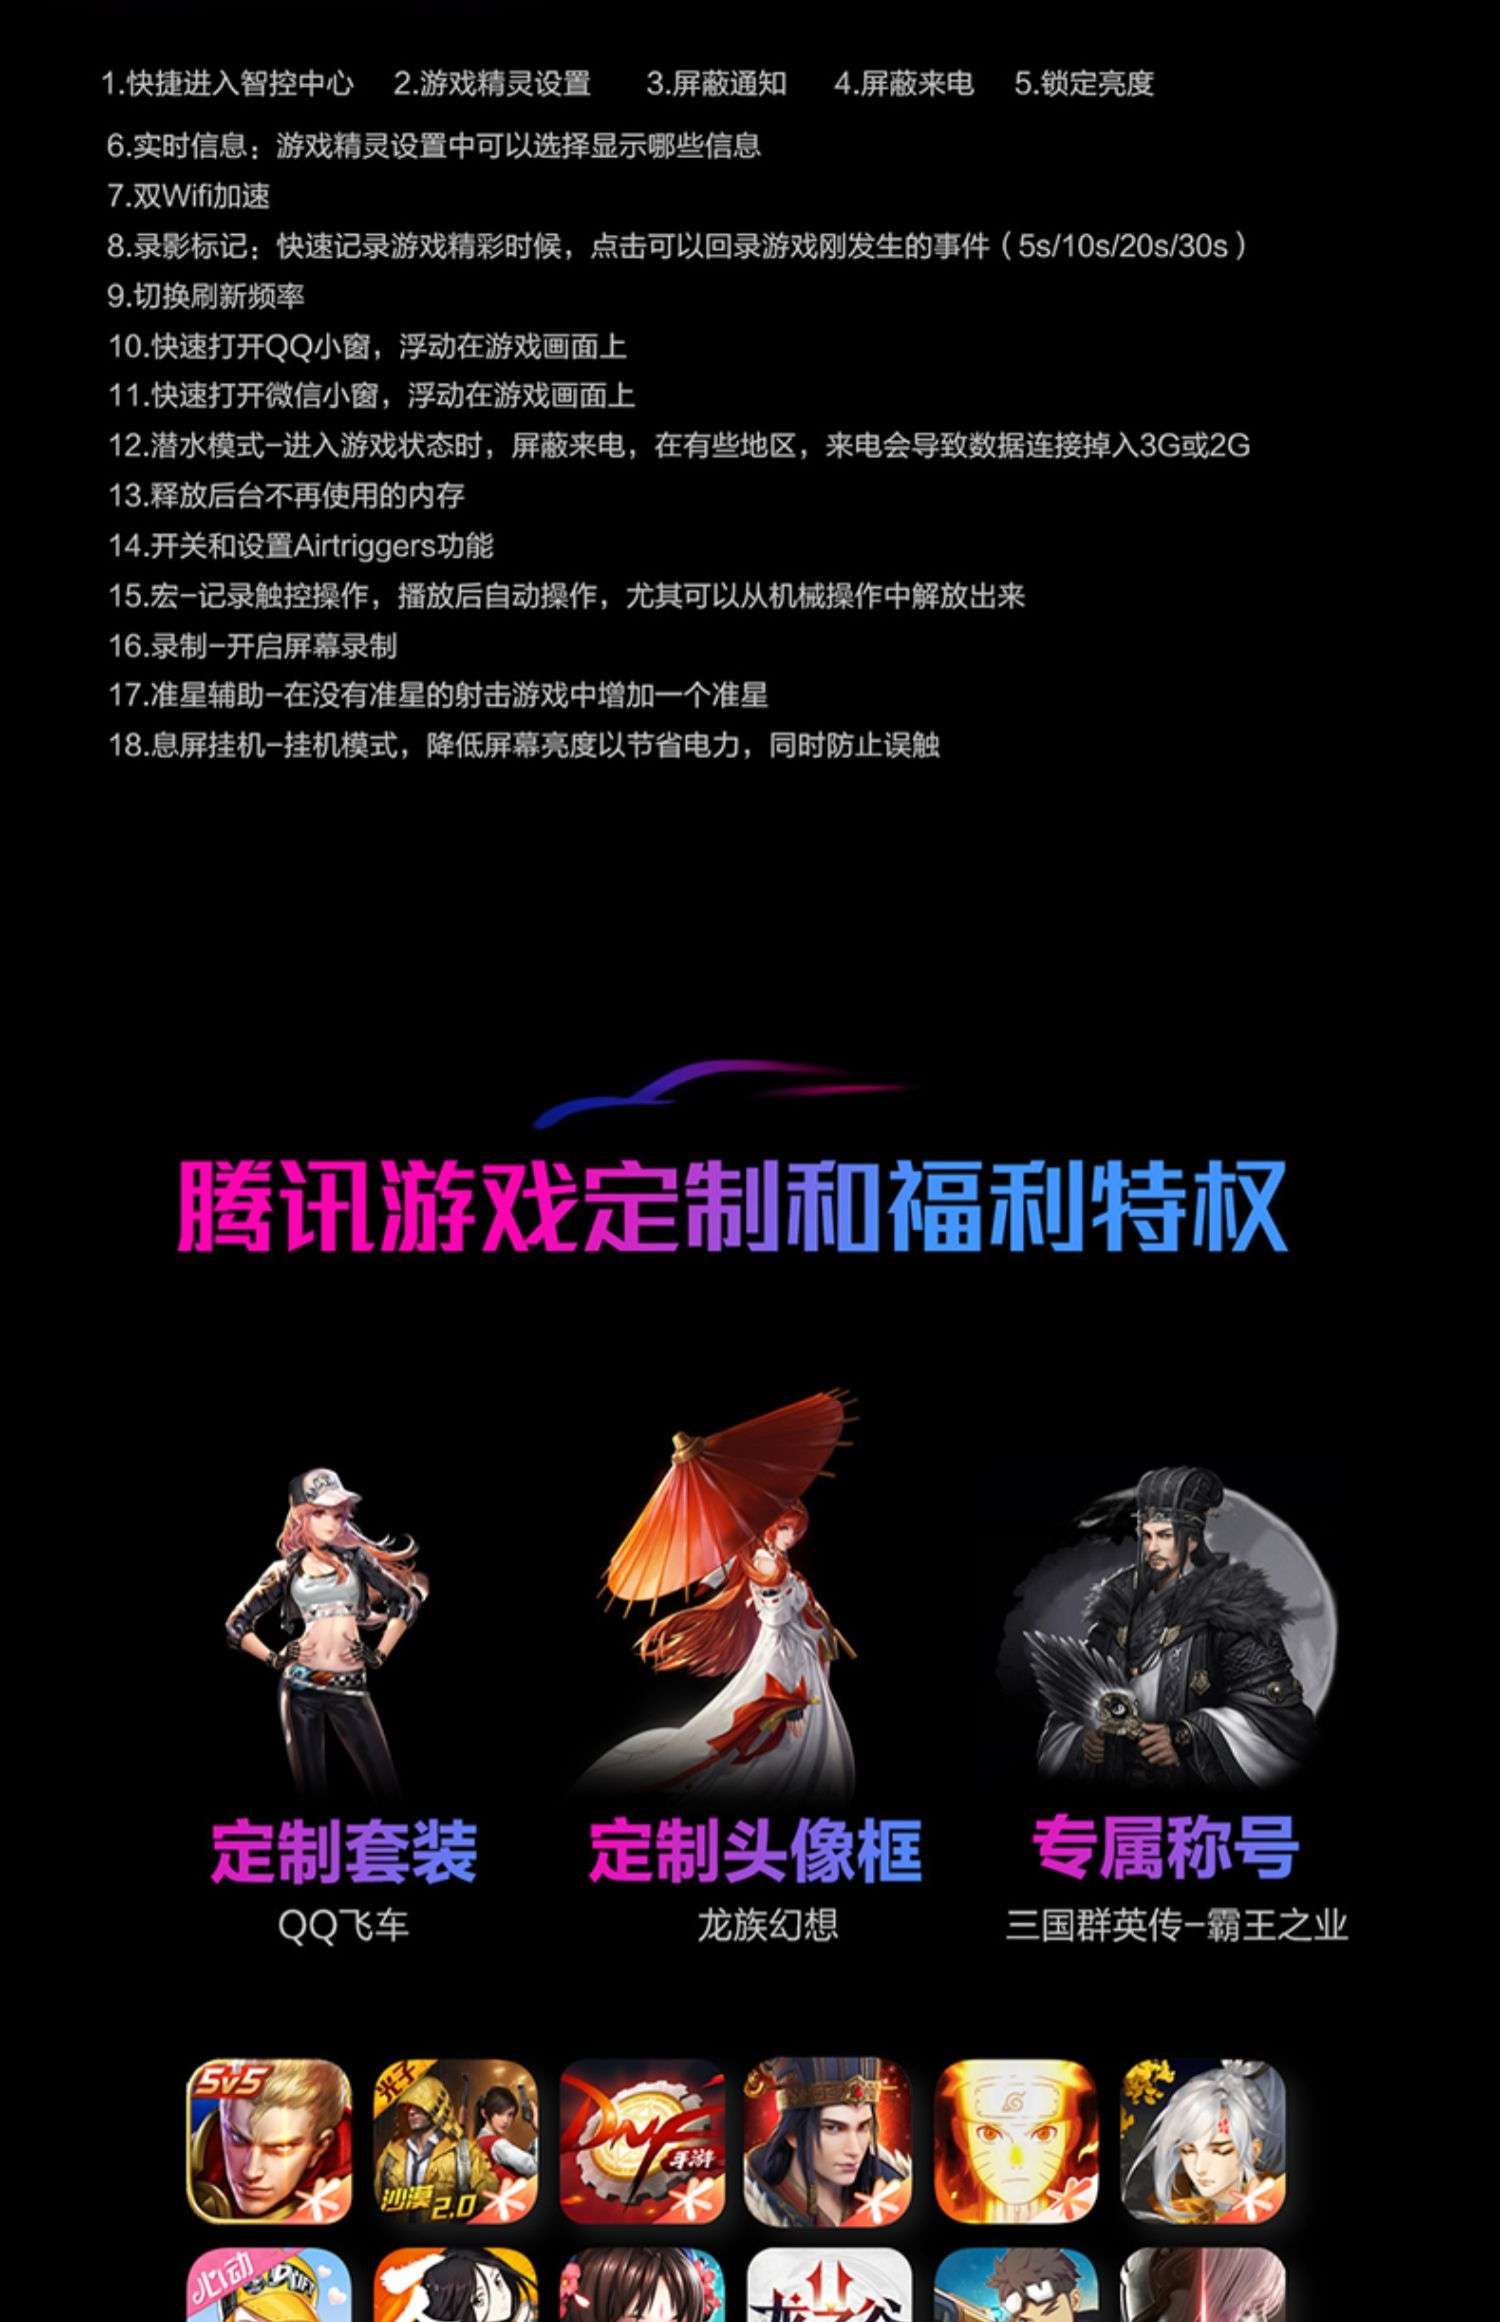 1.快捷进入智控中心 2.游戏精灵设置 3.屏蔽通知 4.屏蔽来电 5.锁定亮度
6.实时信息：游戏精灵设置中可以选择显示哪些信息
7.双Wifi加速
8.录影标记：快速记录游戏精彩时候，点击可以回录游戏刚发生的事件（5s/10s/20s/30s）
9.切换刷新频率
10.快速打开QQ小窗，浮动在游戏画面上
11.快速打开微信小窗，浮动在游戏画面上
12.潜水模式-进入游戏状态时，屏蔽来电，在有些地区，来电会导致数据连接掉入3G或2G
13.释放后台不再使用的内存
14.开关和设置Airtriggers功能
15.宏-记录触控操作，播放后自动操作，尤其可以从机械操作中解放出来
16.录制-开启屏幕录制
17.准星辅助-在没有准星的射击游戏中增加一个准星
18.息屏挂机-挂机模式，降低屏幕亮度以节省电力，同时防止误触
腾讯游戏定制和福利特权
定制套装 定制头像框 专属称号
QQ飞车 龙族幻想 三国群英传-霸王之业
5v5 光子 沙漠2.0 DNF 手游
心动 DRIFT